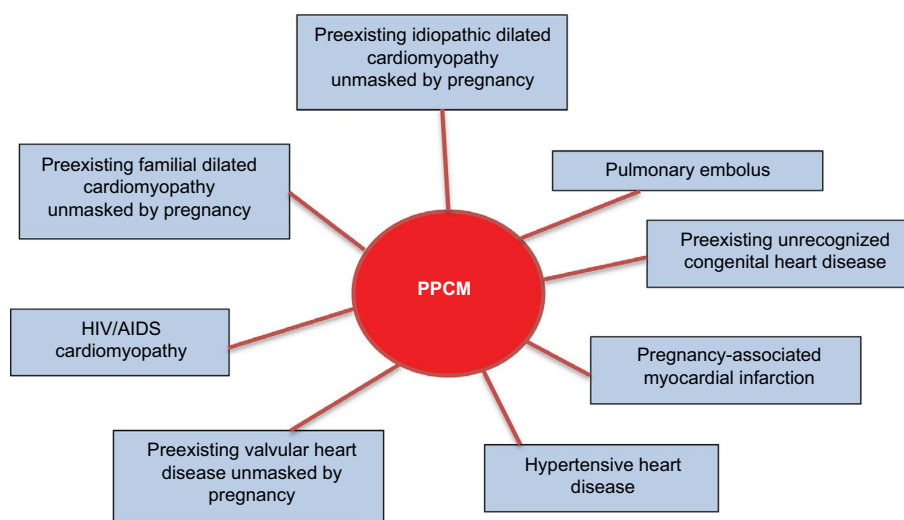 Preexisting idiopathic dilated
cardiomyopathy
unmasked by pregnancy
Preexisting familial dilated
cardiomyopathy
unmasked by pregnancy
Pulmonary embolus
Preexisting unrecognized
congenital heart disease
PPCM
HIV/AIDS
cardiomyopathy
Pregnancy-associated
myocardial infarction
Preexisting valvular heart
disease unmasked by
pregnancy
Hypertensive heart
disease